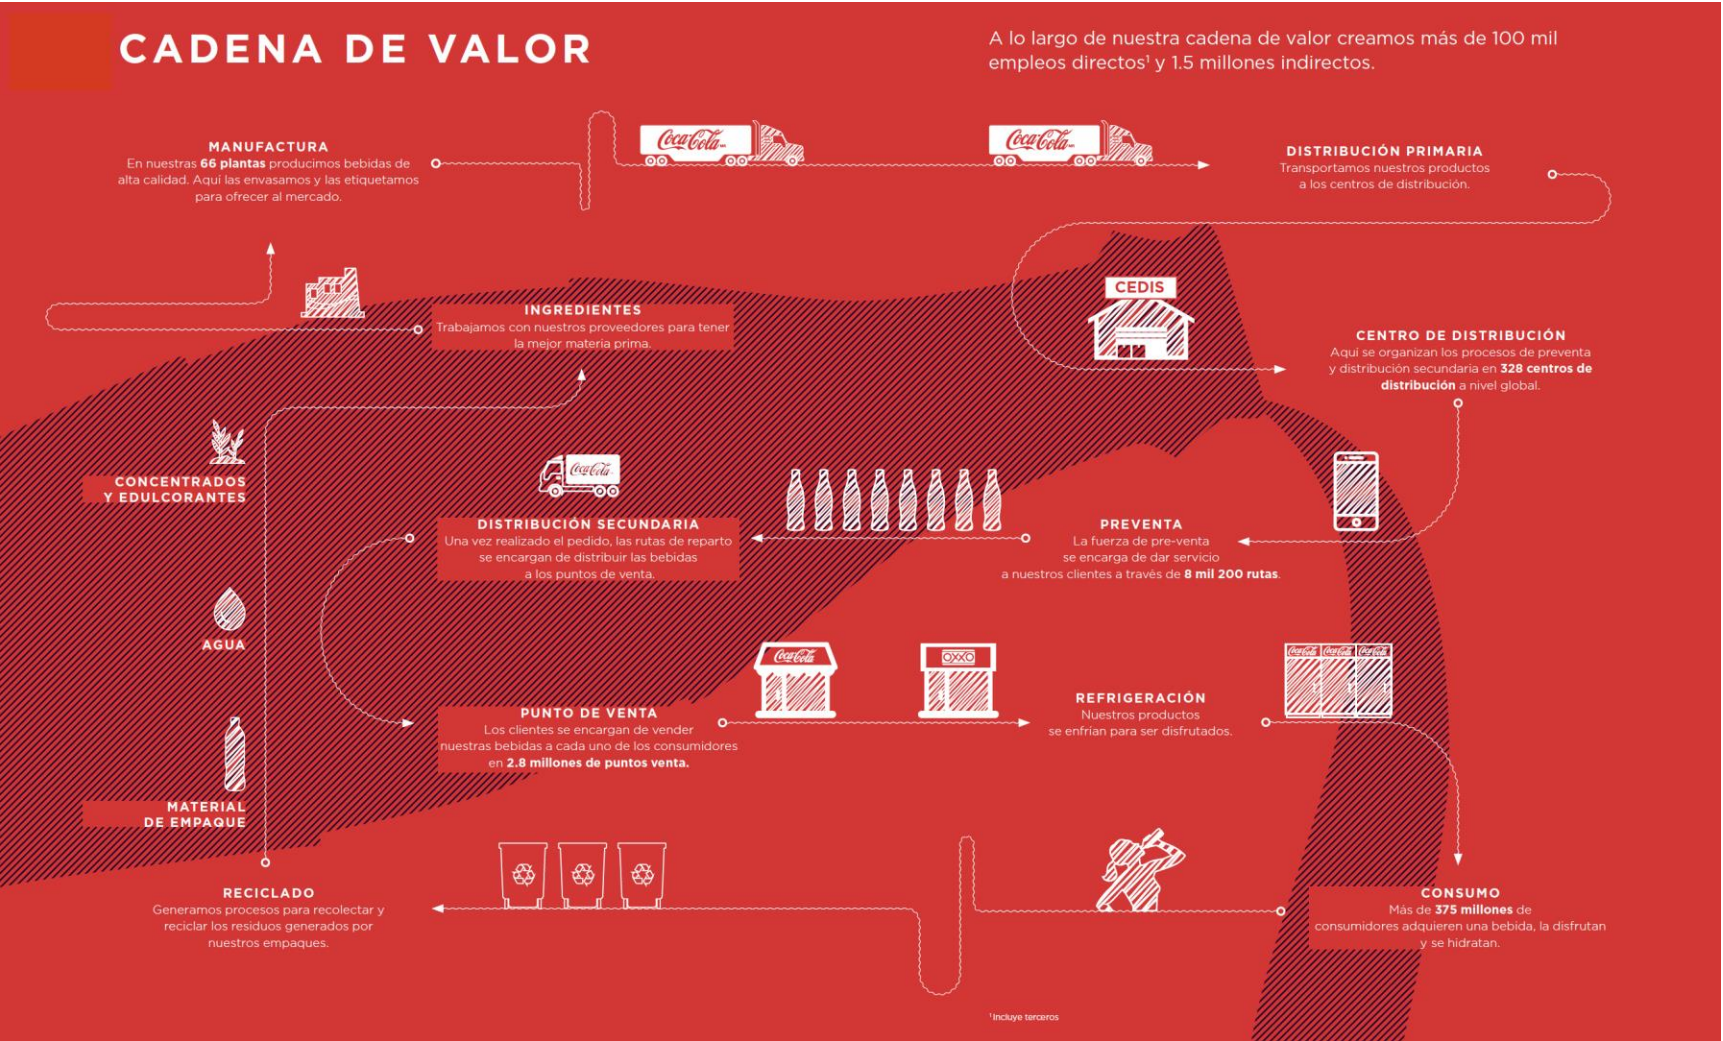 CADENA DE VALOR
A lo largo de nuestra cadena de valor creamos más de 100 mil
empleos directos¹ y 1.5 millones indirectos.
MANUFACTURA
En nuestras 66 plantas producimos bebidas de
alta calidad. Aquí las envasamos y las etiquetamos
para ofrecer al mercado.
Coca-Cola
Coca-Cola
DISTRIBUCIÓN PRIMARIA
Transportamos nuestros productos
a los centros de distribución.
INGREDIENTES
Trabajamos con nuestros proveedores para tener
la mejor materia prima.
CEDIS
CENTRO DE DISTRIBUCIÓN
Aquí se organizan los procesos de preventa
y distribución secundaria en 328 centros de
distribución a nivel global.
CONCENTRADOS
Y EDULCORANTES
Coca-Cola
DISTRIBUCIÓN SECUNDARIA
Una vez realizado el pedido, las rutas de reparto
se encargan de distribuir las bebidas
a los puntos de venta.
PREVENTA
La fuerza de pre-venta
se encarga de dar servicio
a nuestros clientes a través de 8 mil 200 rutas.
AGUA
Coca-Cola
OXXO
Coca-Cola Coca-Cola Coca-Cola
PUNTO DE VENTA
Los clientes se encargan de vender
nuestras bebidas a cada uno de los consumidores
en 2.8 millones de puntos venta.
REFRIGERACIÓN
Nuestros productos
se enfrían para ser disfrutados.
MATERIAL
DE EMPAQUE
RECICLADO
Generamos procesos para recolectar y
reciclar los residuos generados por
nuestros empaques.
CONSUMO
Más de 375 millones de
consumidores adquieren una bebida, la disfrutan
y se hidratan.
¹ Incluye terceros